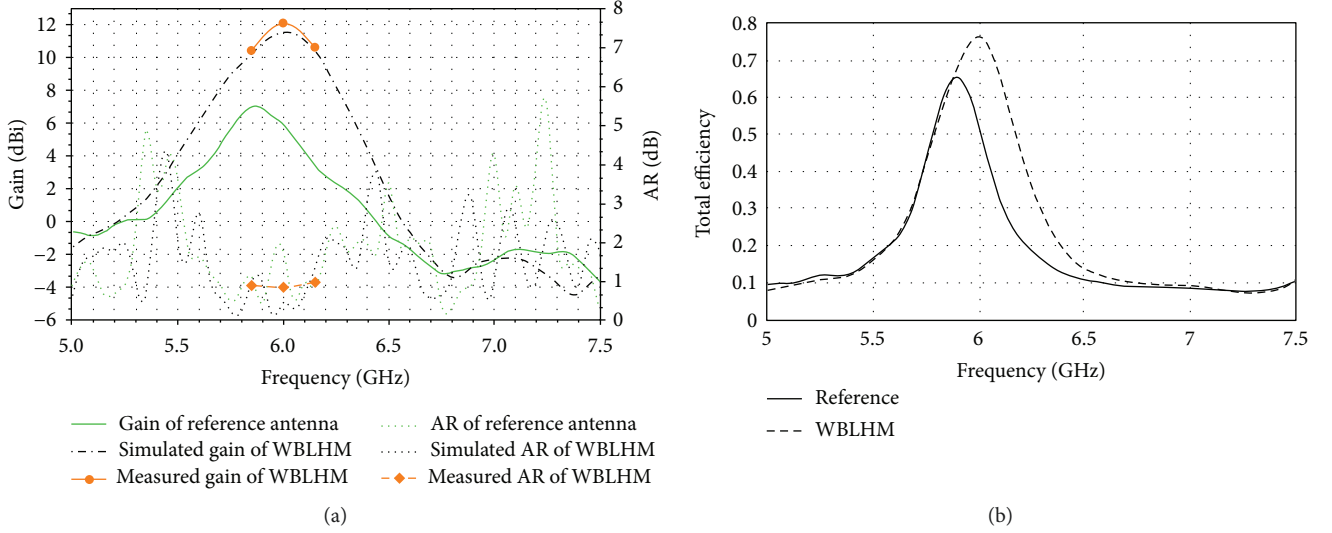 12
10
8
6
4
2
0
−2
−4
−6
Gain (dBi)
8
7
6
5
4
3
2
1
0
AR (dB)
5.0 5.5 6.0 6.5 7.0 7.5
Frequency (GHz)
Gain of reference antenna
Simulated gain of WBLHM
Measured gain of WBLHM
AR of reference antenna
Simulated AR of WBLHM
Measured AR of WBLHM
(a)
0.8
0.7
0.6
0.5
0.4
0.3
0.2
0.1
0
Total efficiency
5 5.5 6 6.5 7 7.5
Frequency (GHz)
Reference
WBLHM
(b)